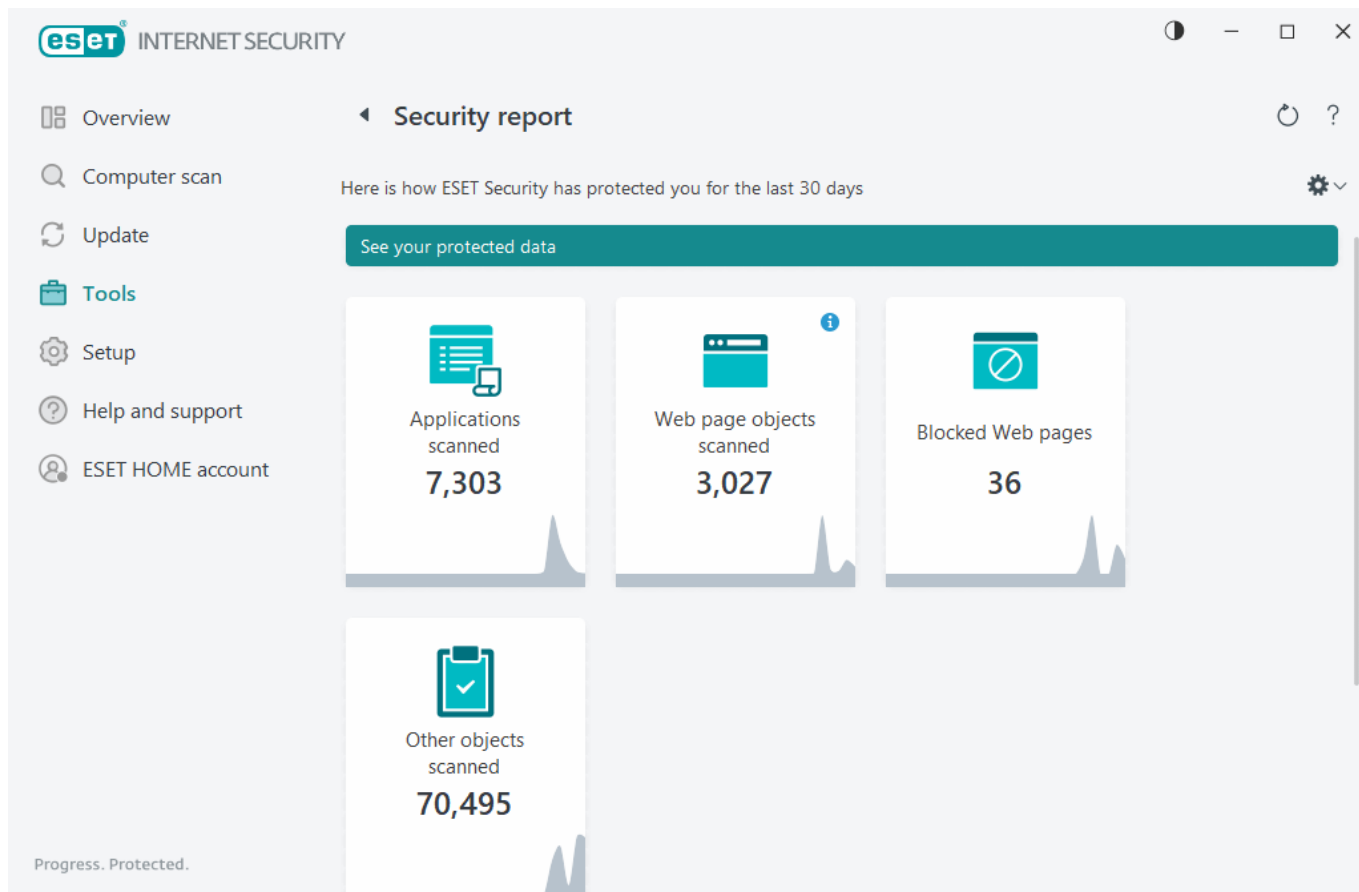 eset® INTERNET SECURITY
Overview
Computer scan
Update
Tools
Setup
Help and support
ESET HOME account
Progress. Protected.
Security report
?
Here is how ESET Security has protected you for the last 30 days
See your protected data
Applications
scanned
7,303
Web page objects
scanned
3,027
Blocked Web pages
36
Other objects
scanned
70,495